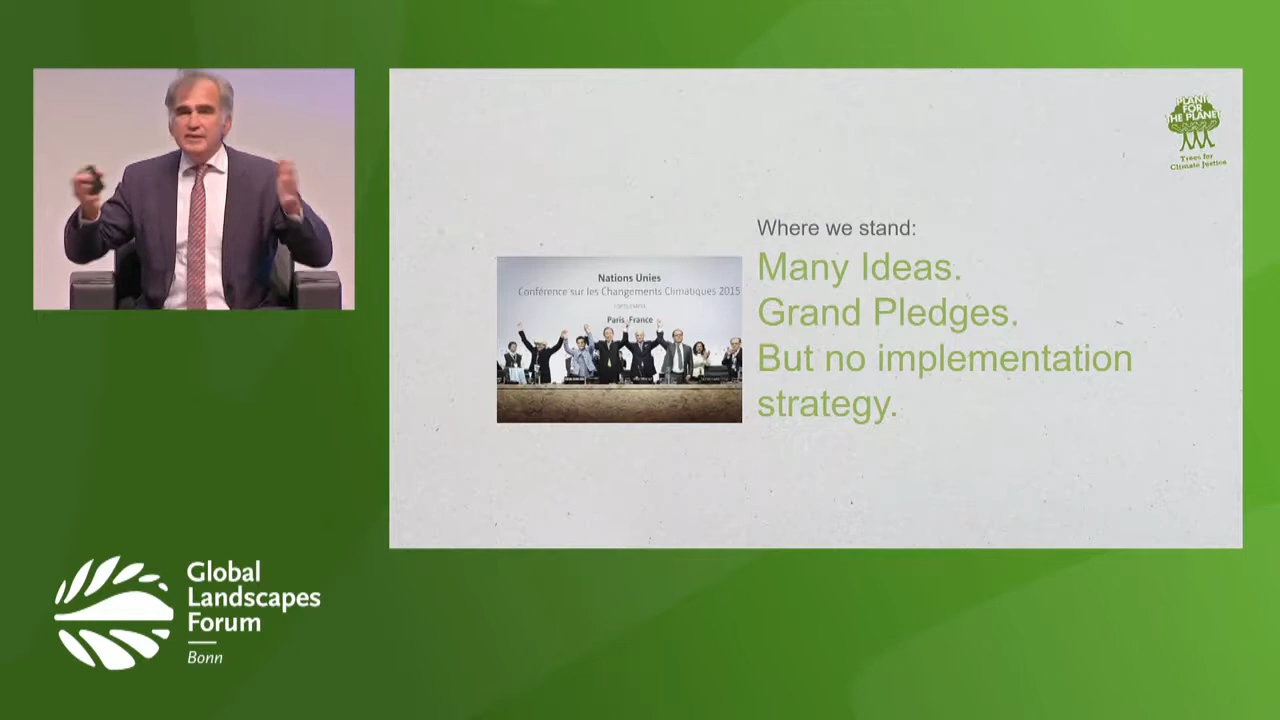 PLANT
FOR
THE PLANET
Trees for
Climate Justice
Where we stand:
Many Ideas.
Grand Pledges.
But no implementation
strategy.
Nations Unies
Conférence sur les Changements Climatiques 2015
Paris, France
Global
Landscapes
Forum
Bonn